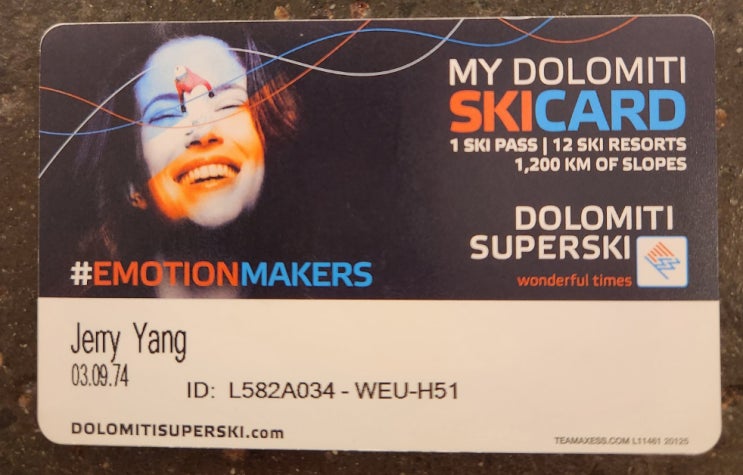 MY DOLOMITI
SKICARD
1 SKI PASS | 12 SKI RESORTS
1,200 KM OF SLOPES
DOLOMITI
SUPERSKI
wonderful times
#EMOTIONMAKERS
Jerry Yang
03.09.74
ID: L582A034 - WEU-H51
DOLOMITISUPERSKI.com
TEAMAXESS.COM L11461 20125